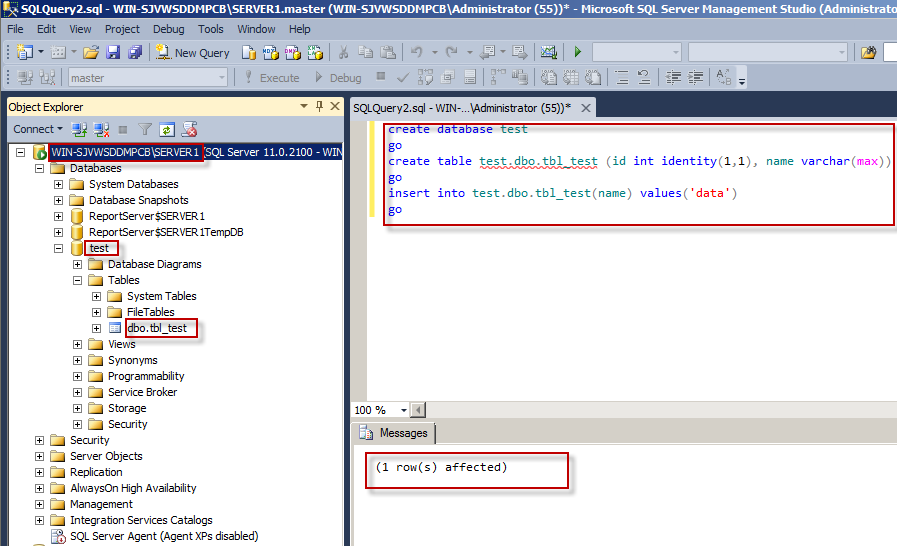 SQLQuery2.sql - WIN-SJVWSDDMPCB\SERVER1.master (WIN-SJVWSDDMPCB\Administrator (55))* - Microsoft SQL Server Management Studio (Administrato
File Edit View Project Debug Tools Window Help
New Query
master Execute Debug
Object Explorer
Connect
WIN-SJVWSDDMPCB\SERVER1 (SQL Server 11.0.2100 - WIN
Databases
System Databases
Database Snapshots
ReportServer$SERVER1
ReportServer$SERVER1TempDB
test
Database Diagrams
Tables
System Tables
FileTables
dbo.tbl_test
Views
Synonyms
Programmability
Service Broker
Storage
Security
Security
Server Objects
Replication
AlwaysOn High Availability
Management
Integration Services Catalogs
SQL Server Agent (Agent XPs disabled)
SQLQuery2.sql - WIN-...\Administrator (55))*
create database test
go
create table test.dbo.tbl_test (id int identity(1,1), name varchar(max))
go
insert into test.dbo.tbl_test(name) values('data')
go
100 %
Messages
(1 row(s) affected)